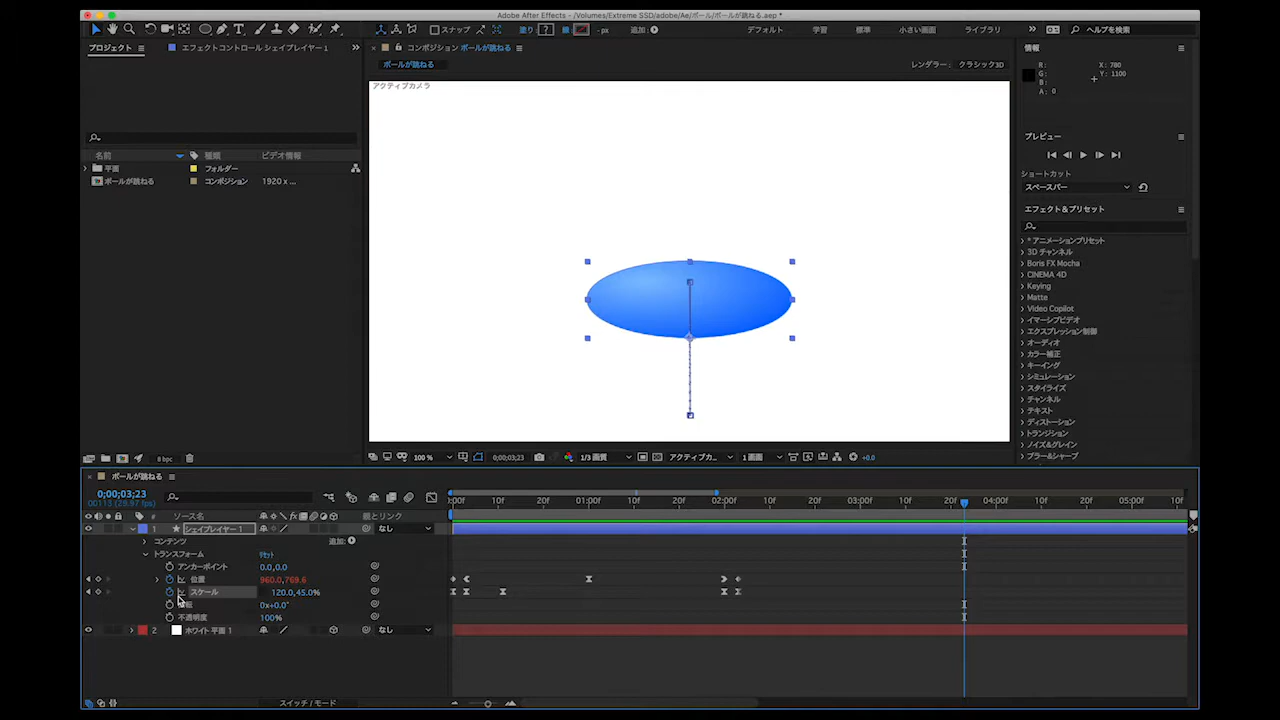 Adobe After Effects - /Volumes/Extreme SSD/adobe/Ae/ボール/ボールが跳ねる.aep *
スナップ
塗り: ?
線:
- px
追加:
デフォルト
学習
標準
小さい画面
ライブラリ
ヘルプを検索
プロジェクト
エフェクトコントロール シェイプレイヤー 1
コンポジション ボールが跳ねる
情報
ボールが跳ねる
レンダラー: クラシック3D
R:
G:
B:
A: 0
X: 780
Y: 1100
アクティブカメラ
プレビュー
名前 種類 ビデオ情報
平面 フォルダー
ボールが跳ねる コンポジション 1920 x ...
ショートカット
スペースバー
エフェクト&プリセット
* アニメーションプリセット
3D チャンネル
Boris FX Mocha
CINEMA 4D
Keying
Matte
Video Copilot
イマーシブビデオ
エクスプレッション制御
オーディオ
カラー補正
キーイング
シミュレーション
スタイライズ
チャンネル
テキスト
ディストーション
トランジション
ノイズ&グレイン
ブラー&シャープ
8 bpc
100 %
0;00;03;23
1/3 画質
アクティブカ...
1 画面
+0.0
ボールが跳ねる
0;00;03;23
00113 (29.97 fps)
:00f 10f 20f 01:00f 10f 20f 02:00f 10f 20f 03:00f 10f 20f 04:00f 10f 20f 05:00f 10f
# ソース名 親とリンク
1 シェイプレイヤー 1 なし
コンテンツ 追加:
トランスフォーム リセット
アンカーポイント 0.0,0.0
位置 960.0,769.6
スケール 120.0,45.0%
転 0x+0.0°
不透明度 100%
2 ホワイト 平面 1 なし
スイッチ / モード